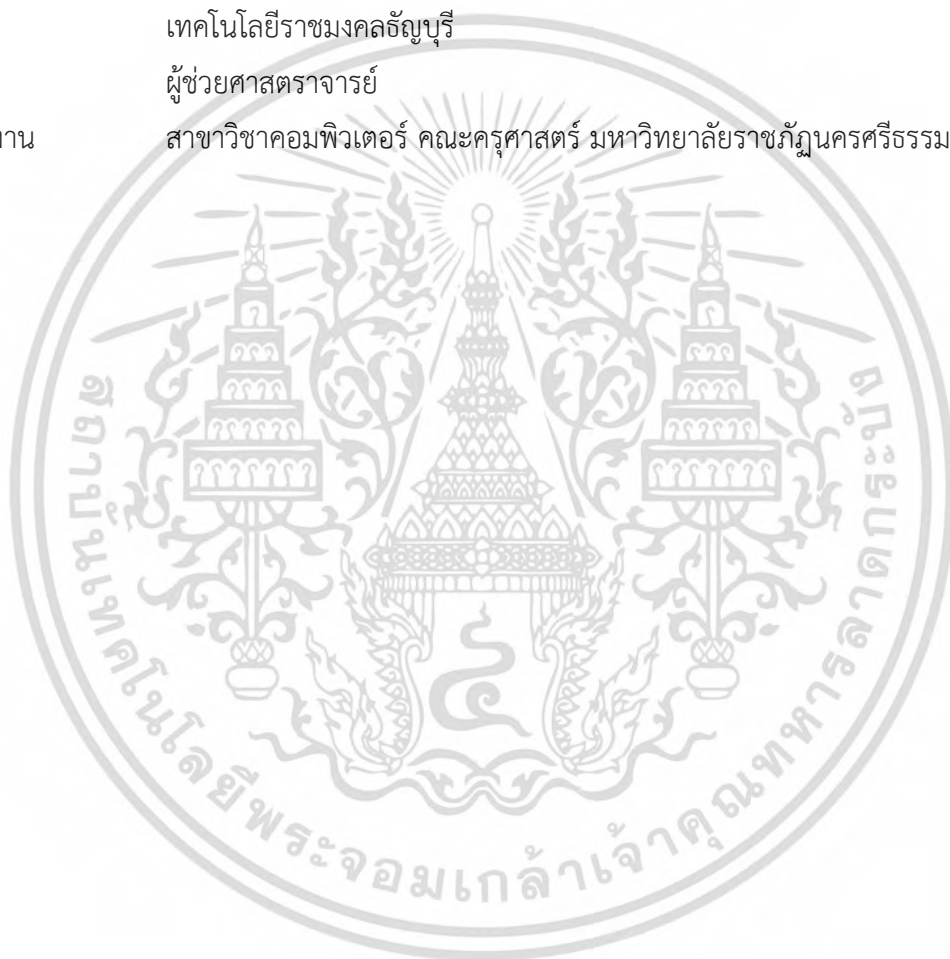 เทคโนโลยีราชมงคลธัญบุรี
ผู้ช่วยศาสตราจารย์
สาขาวิชาคอมพิวเตอร์ คณะครุศาสตร์ มหาวิทยาลัยราชภัฏนครศรีธรรม
สถาบันเทคโนโลยีพระจอมเกล้าเจ้าคุณทหารลาดกระบัง